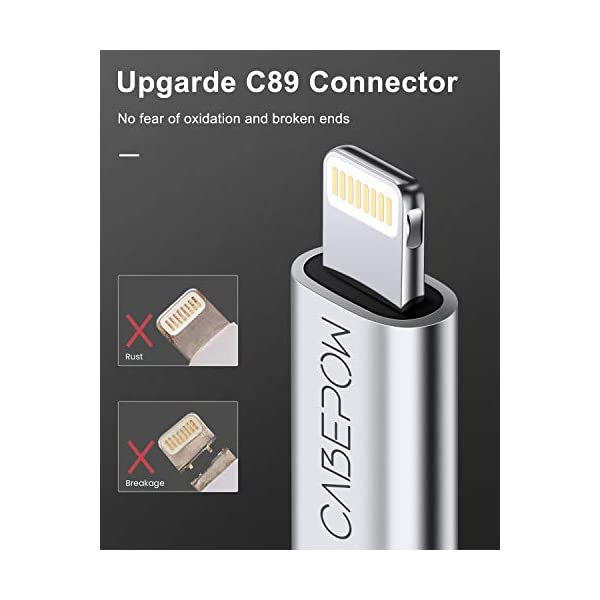 Upgarde C89 Connector
No fear of oxidation and broken ends
Rust
Breakage
CABEPOW